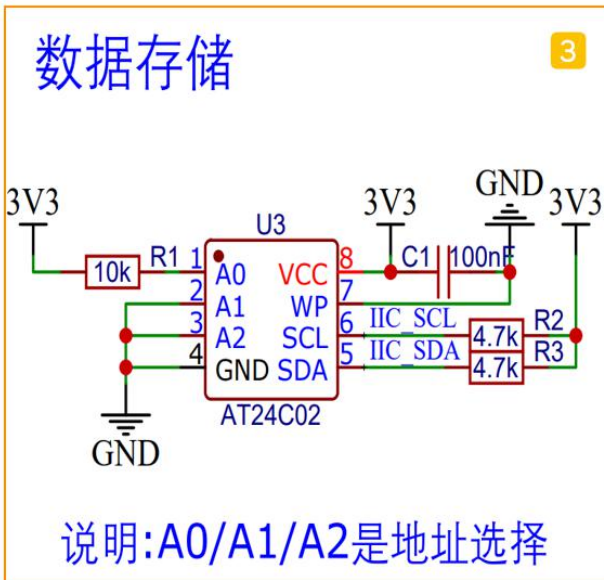 数据存储
3
3V3
3V3
GND
3V3
U3
R1
10k
C1
100nF
1 A0
2 A1
3 A2
4 GND
VCC 8
WP 7
SCL 6
SDA 5
IIC_SCL
IIC_SDA
4.7k
R2
4.7k
R3
AT24C02
GND
说明:A0/A1/A2是地址选择